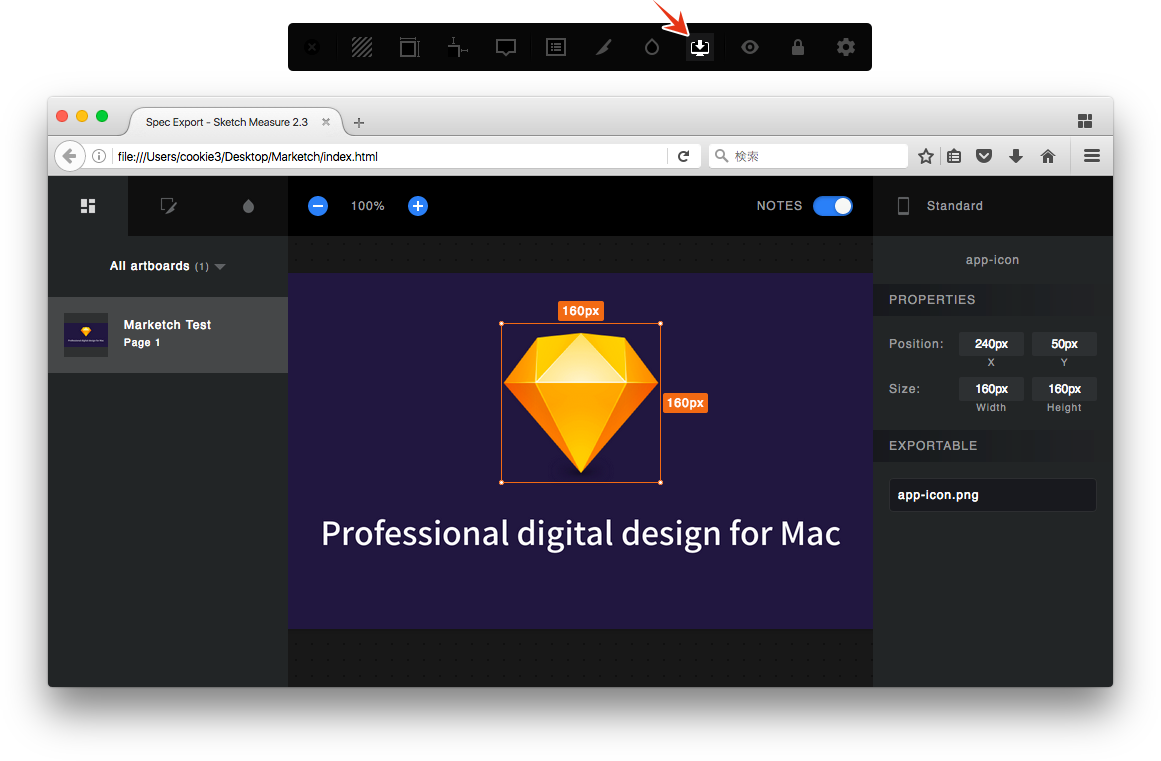 Spec Export - Sketch Measure 2.3
file:///Users/cookie3/Desktop/Marketch/index.html
検索
100%
NOTES
Standard
All artboards (1)
Marketch Test
Page 1
160px
160px
Professional digital design for Mac
app-icon
PROPERTIES
Position: 240px 50px
X Y
Size: 160px 160px
Width Height
EXPORTABLE
app-icon.png